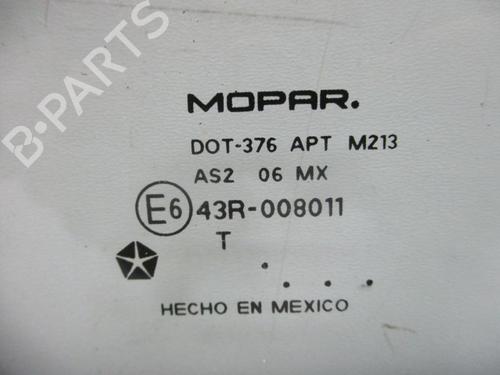 B-PARTS
MOPAR.
DOT-376 APT M213
AS2 06 MX
E6 43R-008011
T
HECHO EN MEXICO